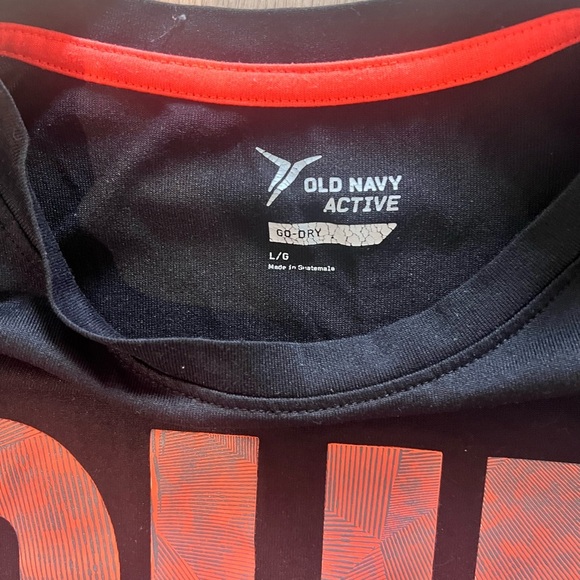 OLD NAVY
ACTIVE
GO-DRY
L/G
Made in Guatemala